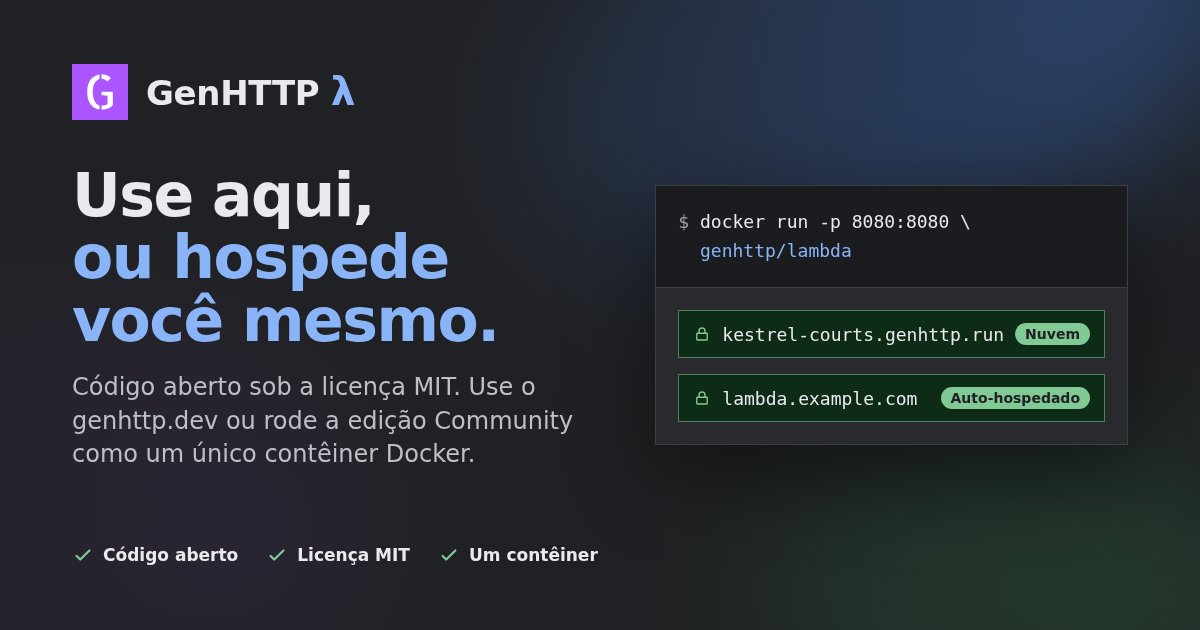 G
GenHTTP λ
Use aqui,
ou hospede
você mesmo.
Código aberto sob a licença MIT. Use o
genhttp.dev ou rode a edição Community
como um único contêiner Docker.
Código aberto
Licença MIT
Um contêiner
$ docker run -p 8080:8080 \
genhttp/lambda
kestrel-courts.genhttp.run Nuvem
lambda.example.com Auto-hospedado